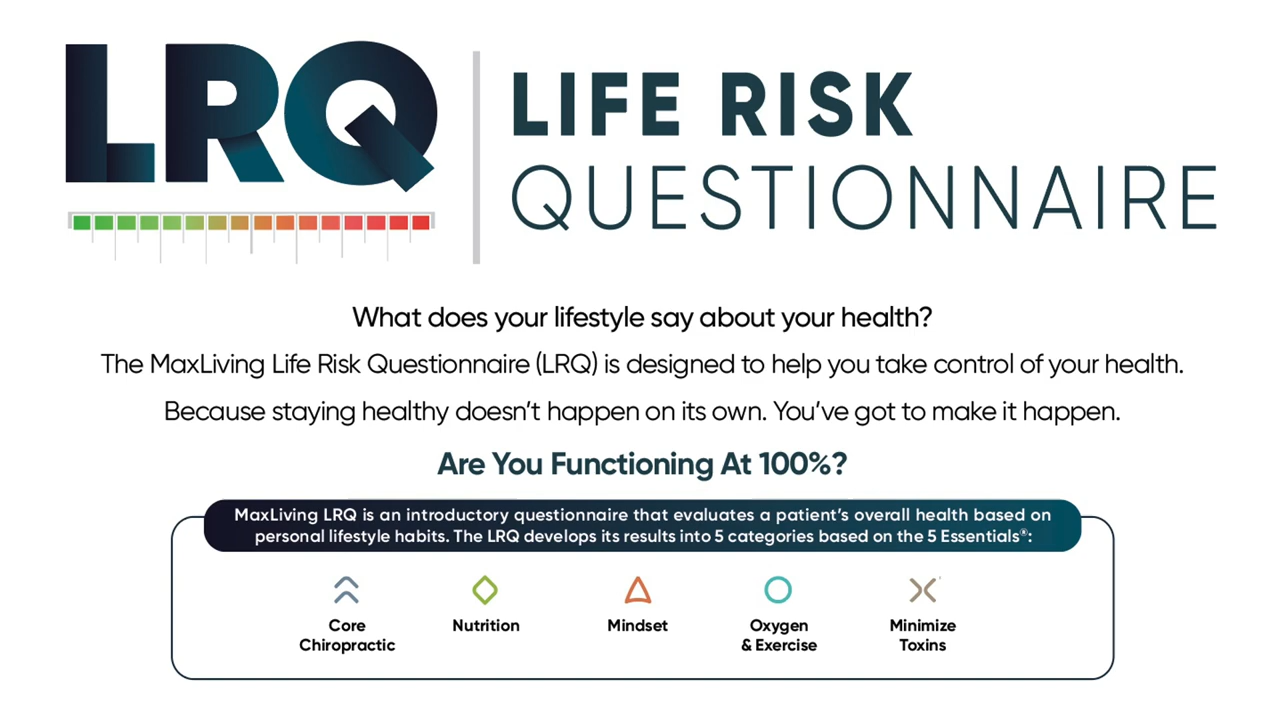 LRQ
LIFE RISK
QUESTIONNAIRE
What does your lifestyle say about your health?
The MaxLiving Life Risk Questionnaire (LRQ) is designed to help you take control of your health.
Because staying healthy doesn't happen on its own. You've got to make it happen.
Are You Functioning At 100%?
MaxLiving LRQ is an introductory questionnaire that evaluates a patient's overall health based on
personal lifestyle habits. The LRQ develops its results into 5 categories based on the 5 Essentials®:
Core
Chiropractic
Nutrition
Mindset
Oxygen
& Exercise
Minimize
Toxins